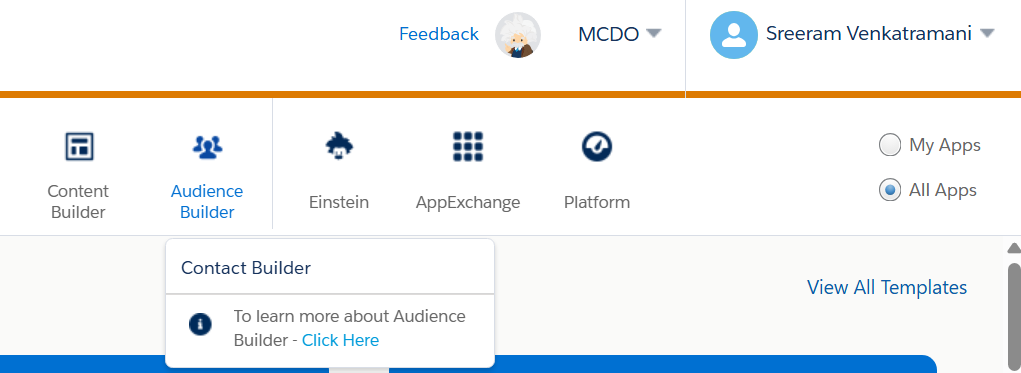 Feedback
MCDO
Sreeram Venkatramani
Content
Builder
Audience
Builder
Einstein
AppExchange
Platform
My Apps
All Apps
Contact Builder
To learn more about Audience
Builder - Click Here
View All Templates